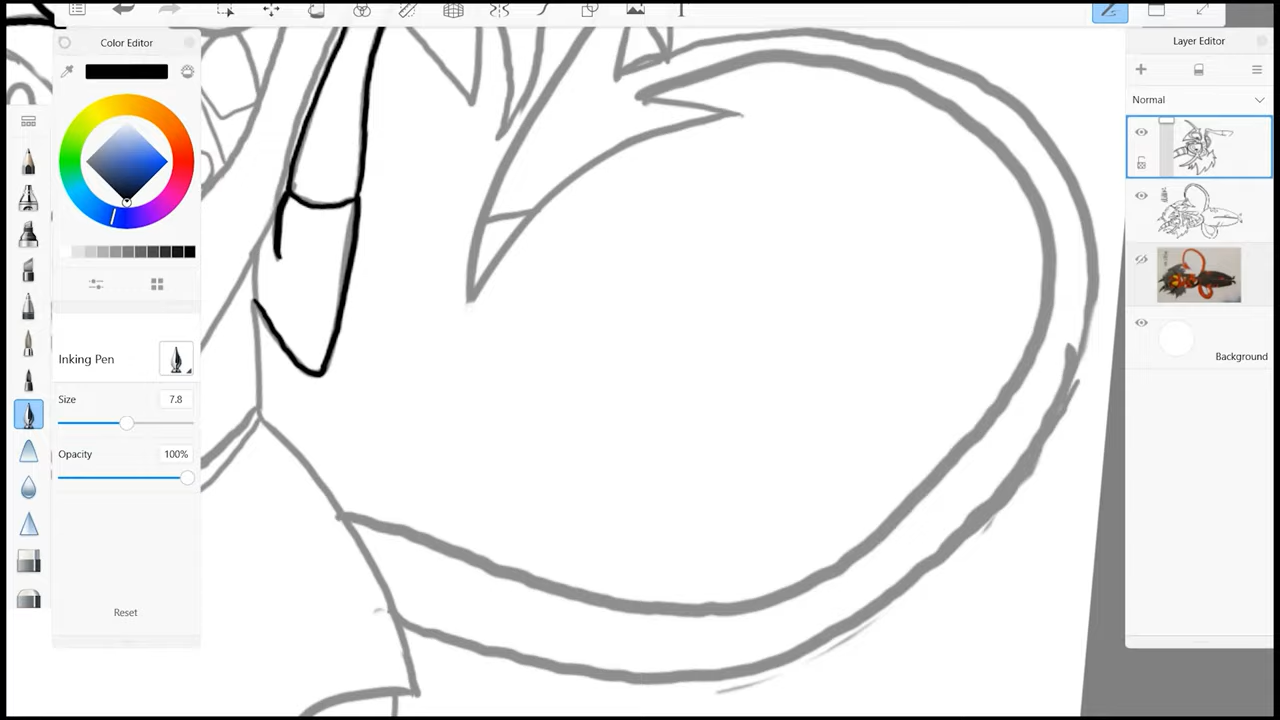 Color Editor
Layer Editor
Normal
Inking Pen
Background
Size
7.8
Opacity
100%
Reset